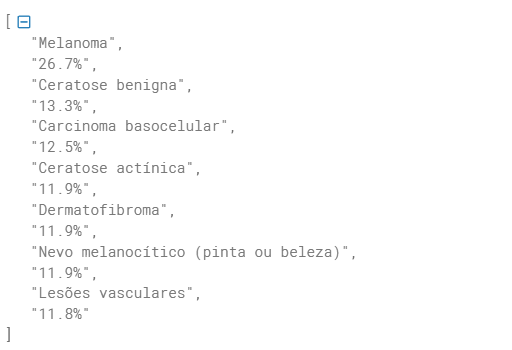 [
"Melanoma",
"26.7%",
"Ceratose benigna",
"13.3%",
"Carcinoma basocelular",
"12.5%",
"Ceratose actínica",
"11.9%",
"Dermatofibroma",
"11.9%",
"Nevo melanocítico (pinta ou beleza)",
"11.9%",
"Lesões vasculares",
"11.8%"
]